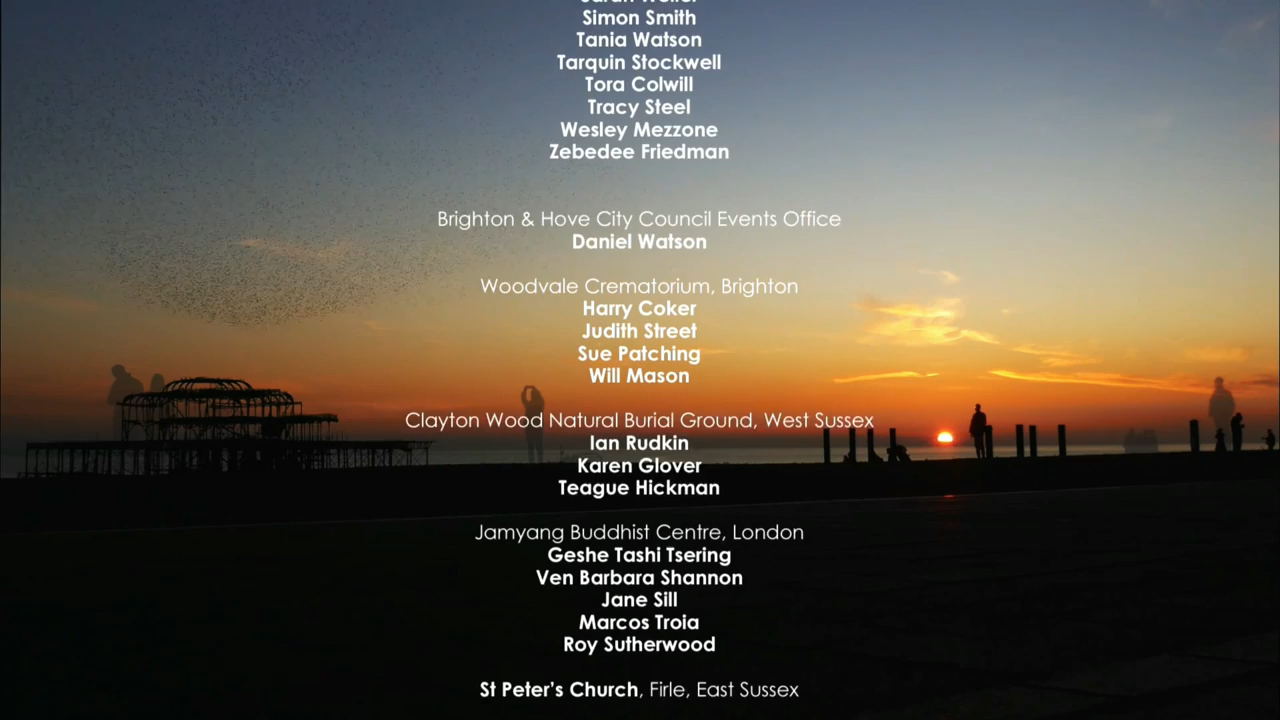 Simon Smith
Tania Watson
Tarquin Stockwell
Tora Colwill
Tracy Steel
Wesley Mezzone
Zebedee Friedman
Brighton & Hove City Council Events Office
Daniel Watson
Woodvale Crematorium, Brighton
Harry Coker
Judith Street
Sue Patching
Will Mason
Clayton Wood Natural Burial Ground, West Sussex
Ian Rudkin
Karen Glover
Teague Hickman
Jamyang Buddhist Centre, London
Geshe Tashi Tsering
Ven Barbara Shannon
Jane Sill
Marcos Troia
Roy Sutherwood
St Peter's Church, Firle, East Sussex